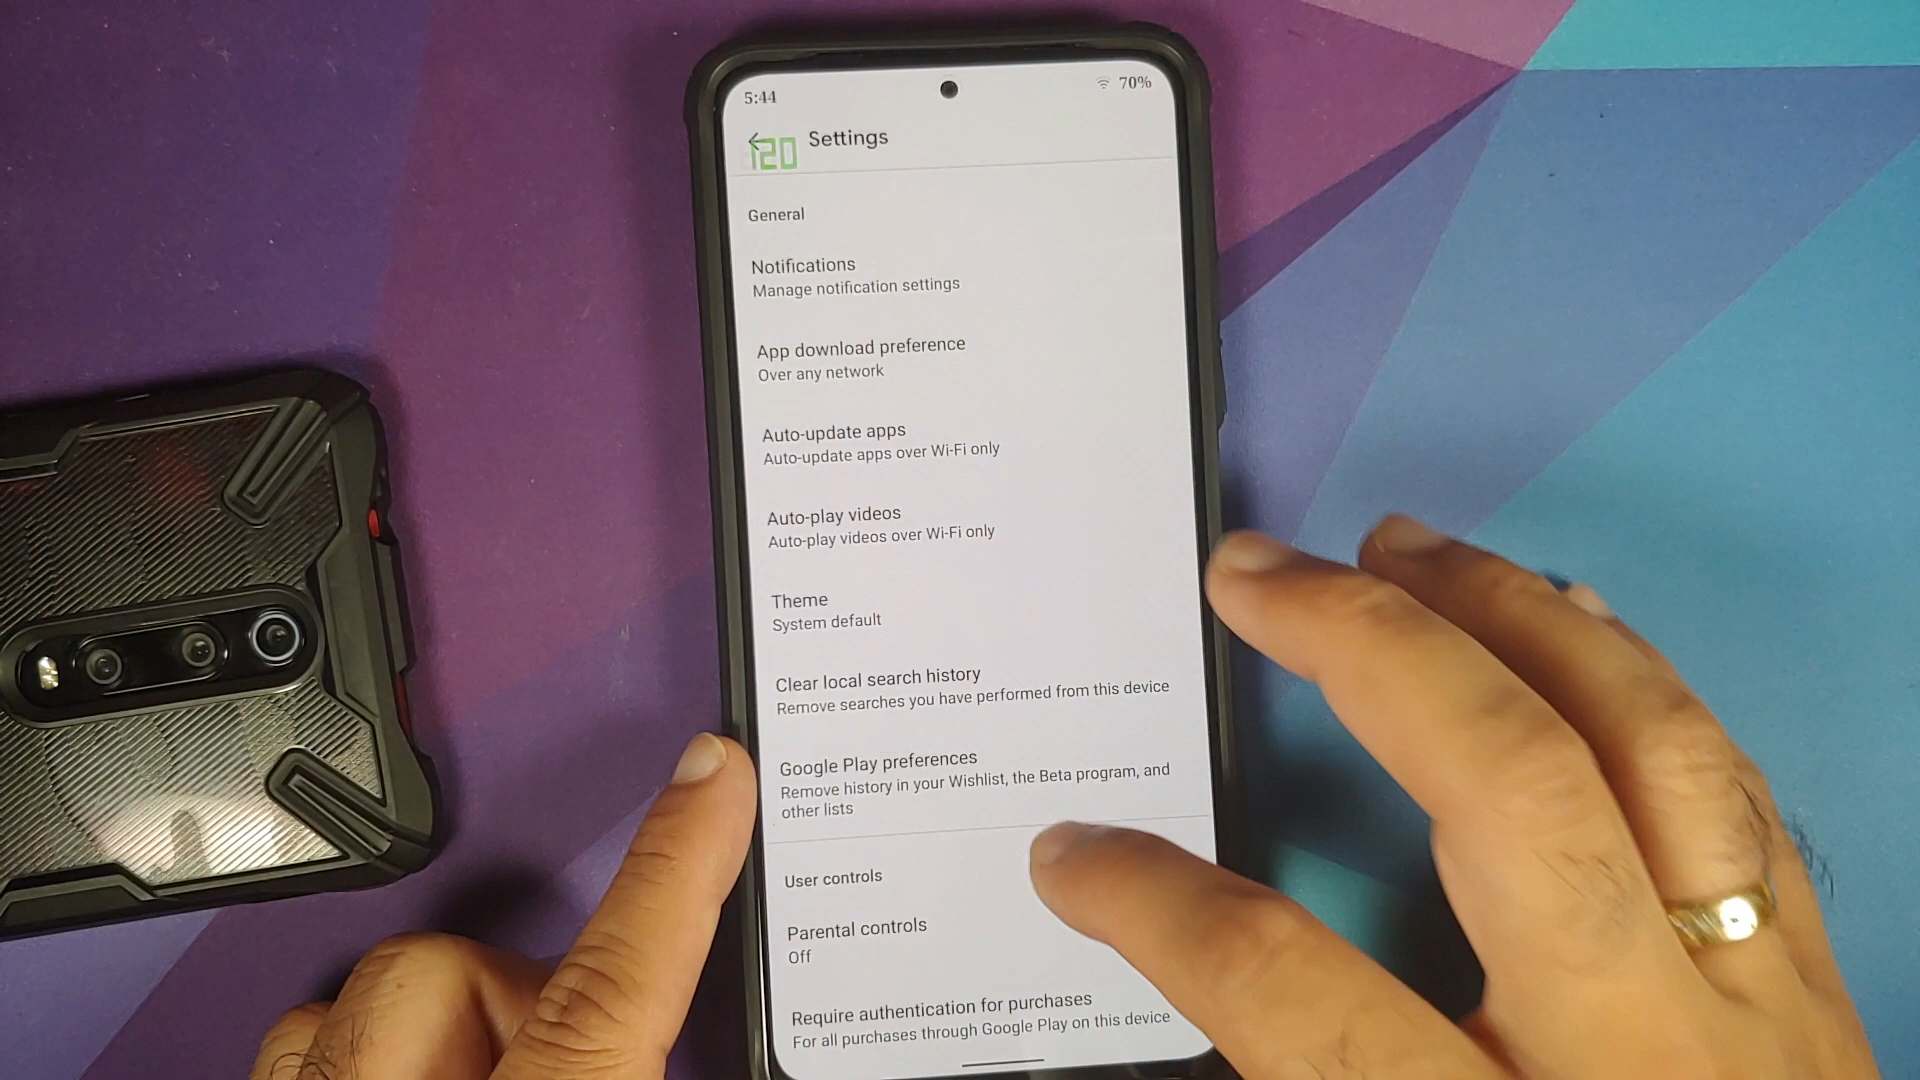 5:44
70%
120
Settings
General
Notifications
Manage notification settings
App download preference
Over any network
Auto-update apps
Auto-update apps over Wi-Fi only
Auto-play videos
Auto-play videos over Wi-Fi only
Theme
System default
Clear local search history
Remove searches you have performed from this device
Google Play preferences
Remove history in your Wishlist, the Beta program, and
other lists
User controls
Parental controls
Off
Require authentication for purchases
For all purchases through Google Play on this device